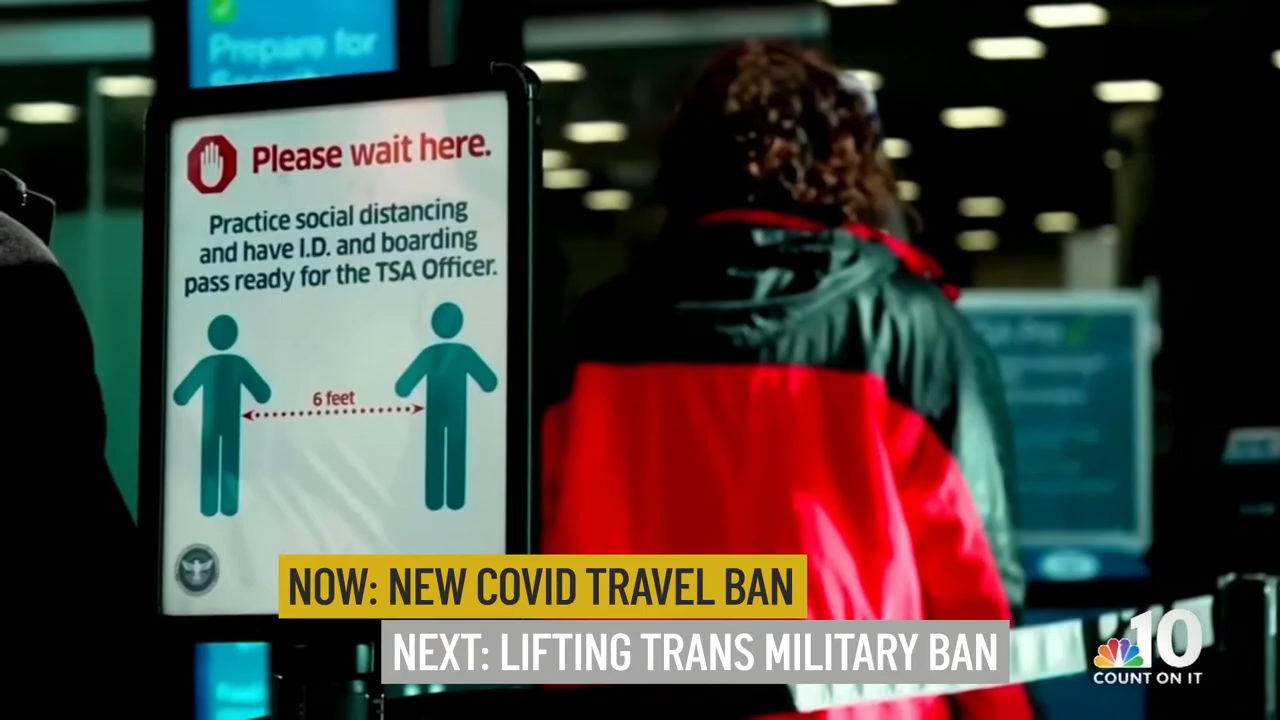 Prepare for
Please wait here.
Practice social distancing
and have I.D. and boarding
pass ready for the TSA Officer.
6 feet
NOW: NEW COVID TRAVEL BAN
NEXT: LIFTING TRANS MILITARY BAN
10
COUNT ON IT